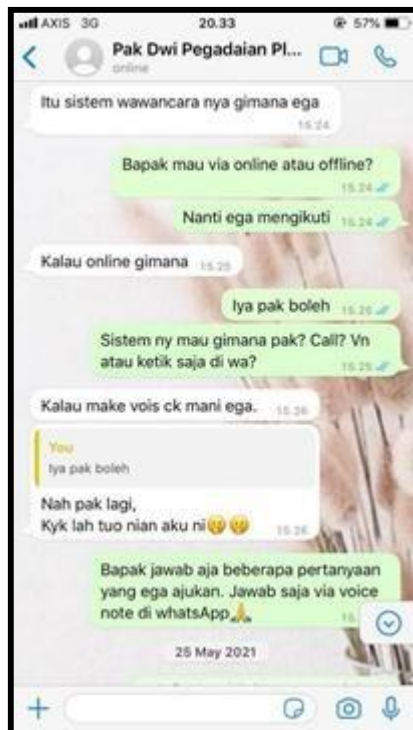 AXIS 3G 20.33 57%
Pak Dwi Pegadaian Pl...
online
Itu sistem wawancara nya gimana ega
15.24
Bapak mau via online atau offline?
15.24
Nanti ega mengikuti 15.24
Kalau online gimana 15.25
Iya pak boleh 15.25
Sistem ny mau gimana pak? Call? Vn
atau ketik saja di wa?
15.25
Kalau make vois ck mani ega. 15.26
You
Iya pak boleh
Nah pak lagi,
Kyk lah tuo nian aku ni
15.26
Bapak jawab aja beberapa pertanyaan
yang ega ajukan. Jawab saja via voice
note di whatsApp
25 May 2021